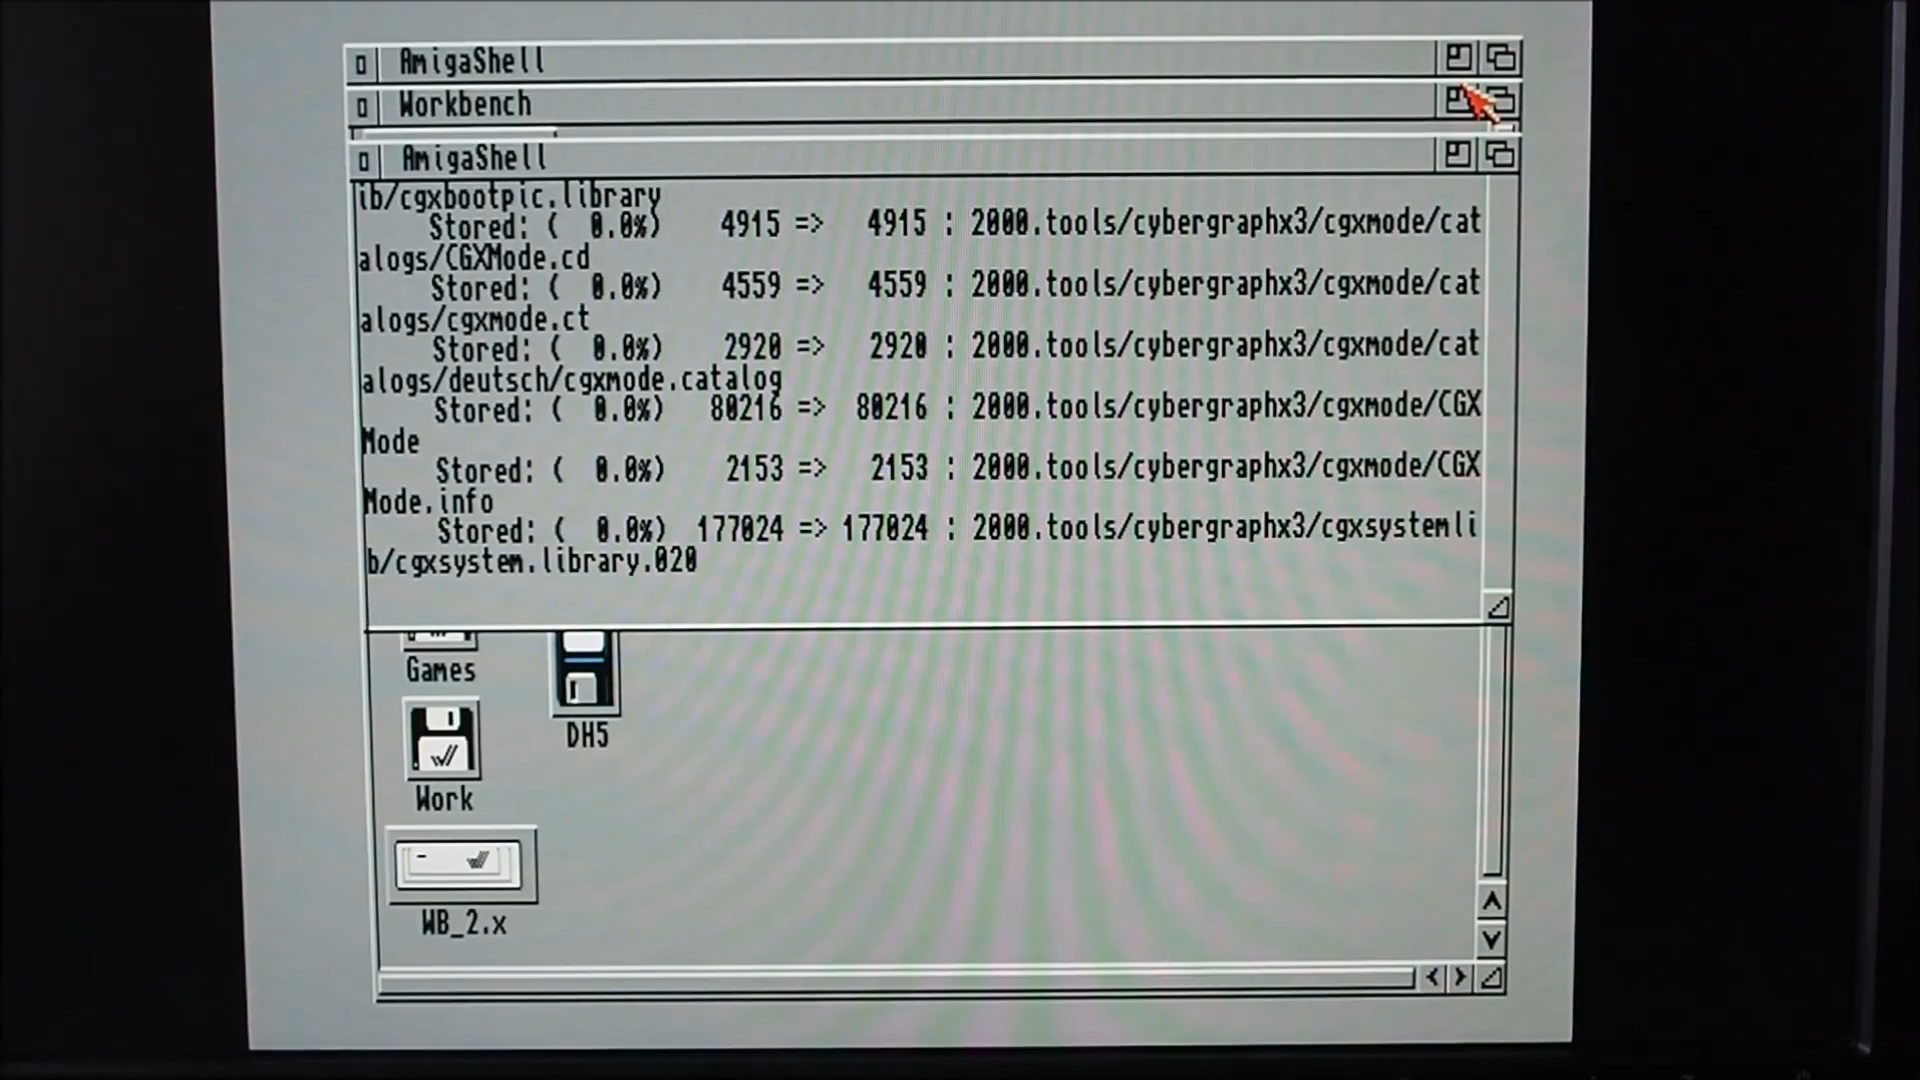 AmigaShell
Workbench
AmigaShell
ib/cgxbootpic.library
Stored: (  0.0%)    4915 =>   4915 : 2000.tools/cybergraphx3/cgxmode/cat
alogs/CGXMode.cd
Stored: (  0.0%)    4559 =>   4559 : 2000.tools/cybergraphx3/cgxmode/cat
alogs/cgxmode.ct
Stored: (  0.0%)    2920 =>   2920 : 2000.tools/cybergraphx3/cgxmode/cat
alogs/deutsch/cgxmode.catalog
Stored: (  0.0%)   80216 =>  80216 : 2000.tools/cybergraphx3/cgxmode/CGX
Mode
Stored: (  0.0%)    2153 =>   2153 : 2000.tools/cybergraphx3/cgxmode/CGX
Mode.info
Stored: (  0.0%)  177024 => 177024 : 2000.tools/cybergraphx3/cgxsystemli
b/cgxsystem.library.020
Games
DH5
Work
WB_2.x